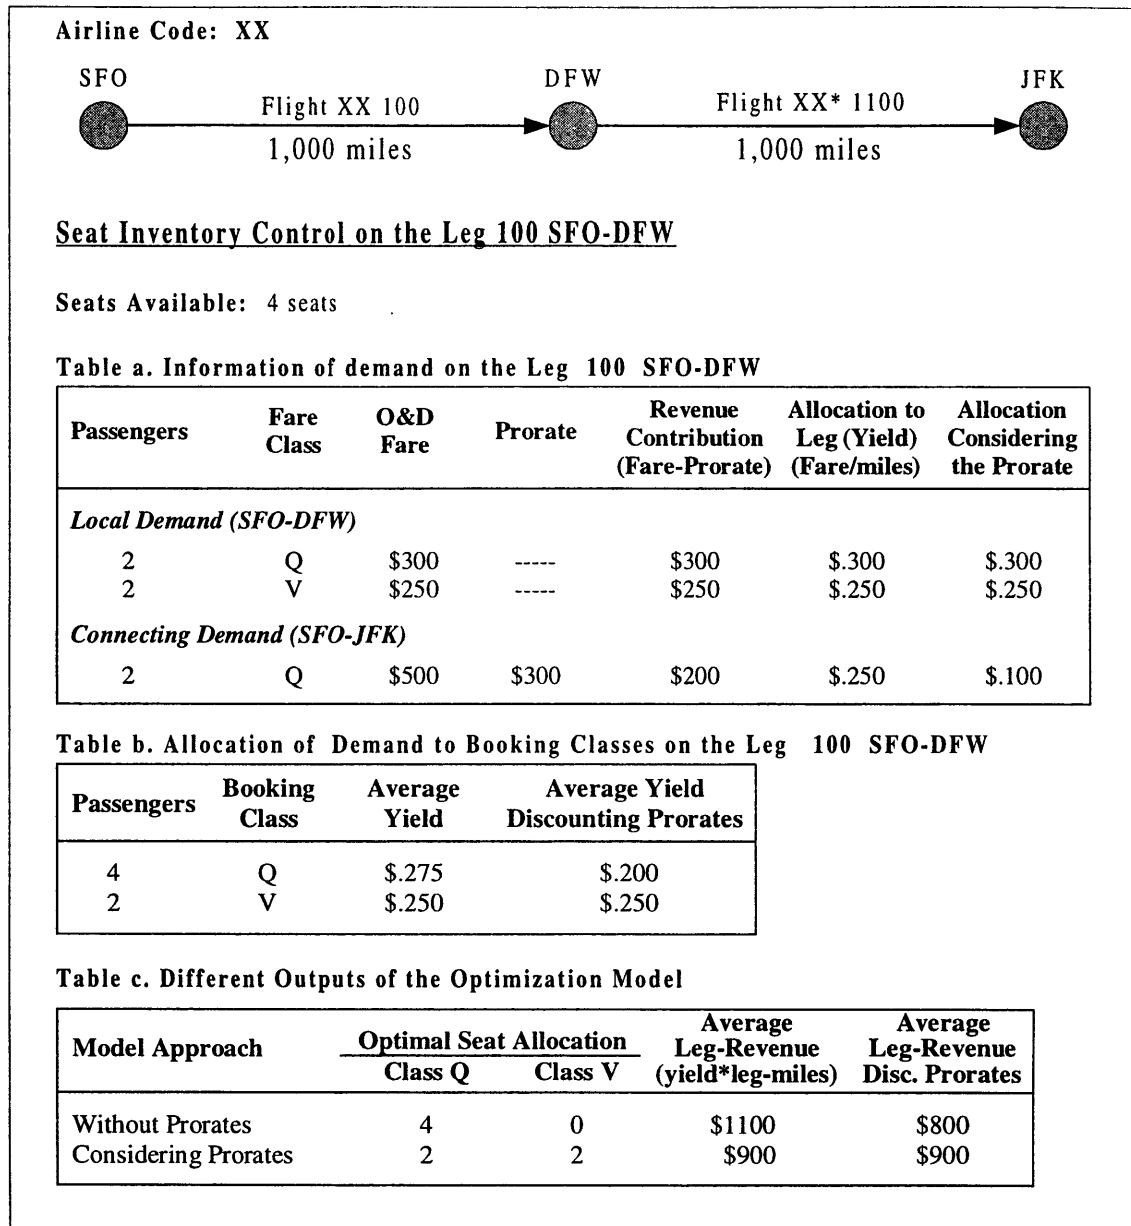 Airline Code: XX
SFO DFW JFK
Flight XX 100 Flight XX* 1100
1,000 miles 1,000 miles
Seat Inventory Control on the Leg 100 SFO-DFW
Seats Available: 4 seats
Table a. Information of demand on the Leg 100 SFO-DFW
Passengers Fare Class O&D Fare Prorate Revenue Contribution (Fare-Prorate) Allocation to Leg (Yield) (Fare/miles) Allocation Considering the Prorate
Local Demand (SFO-DFW)
2 Q $300 ----- $300 $.300 $.300
2 V $250 ----- $250 $.250 $.250
Connecting Demand (SFO-JFK)
2 Q $500 $300 $200 $.250 $.100
Table b. Allocation of Demand to Booking Classes on the Leg 100 SFO-DFW
Passengers Booking Class Average Yield Average Yield Discounting Prorates
4 Q $.275 $.200
2 V $.250 $.250
Table c. Different Outputs of the Optimization Model
Model Approach Optimal Seat Allocation Class Q Class V Average Leg-Revenue (yield*leg-miles) Average Leg-Revenue Disc. Prorates
Without Prorates 4 0 $1100 $800
Considering Prorates 2 2 $900 $900